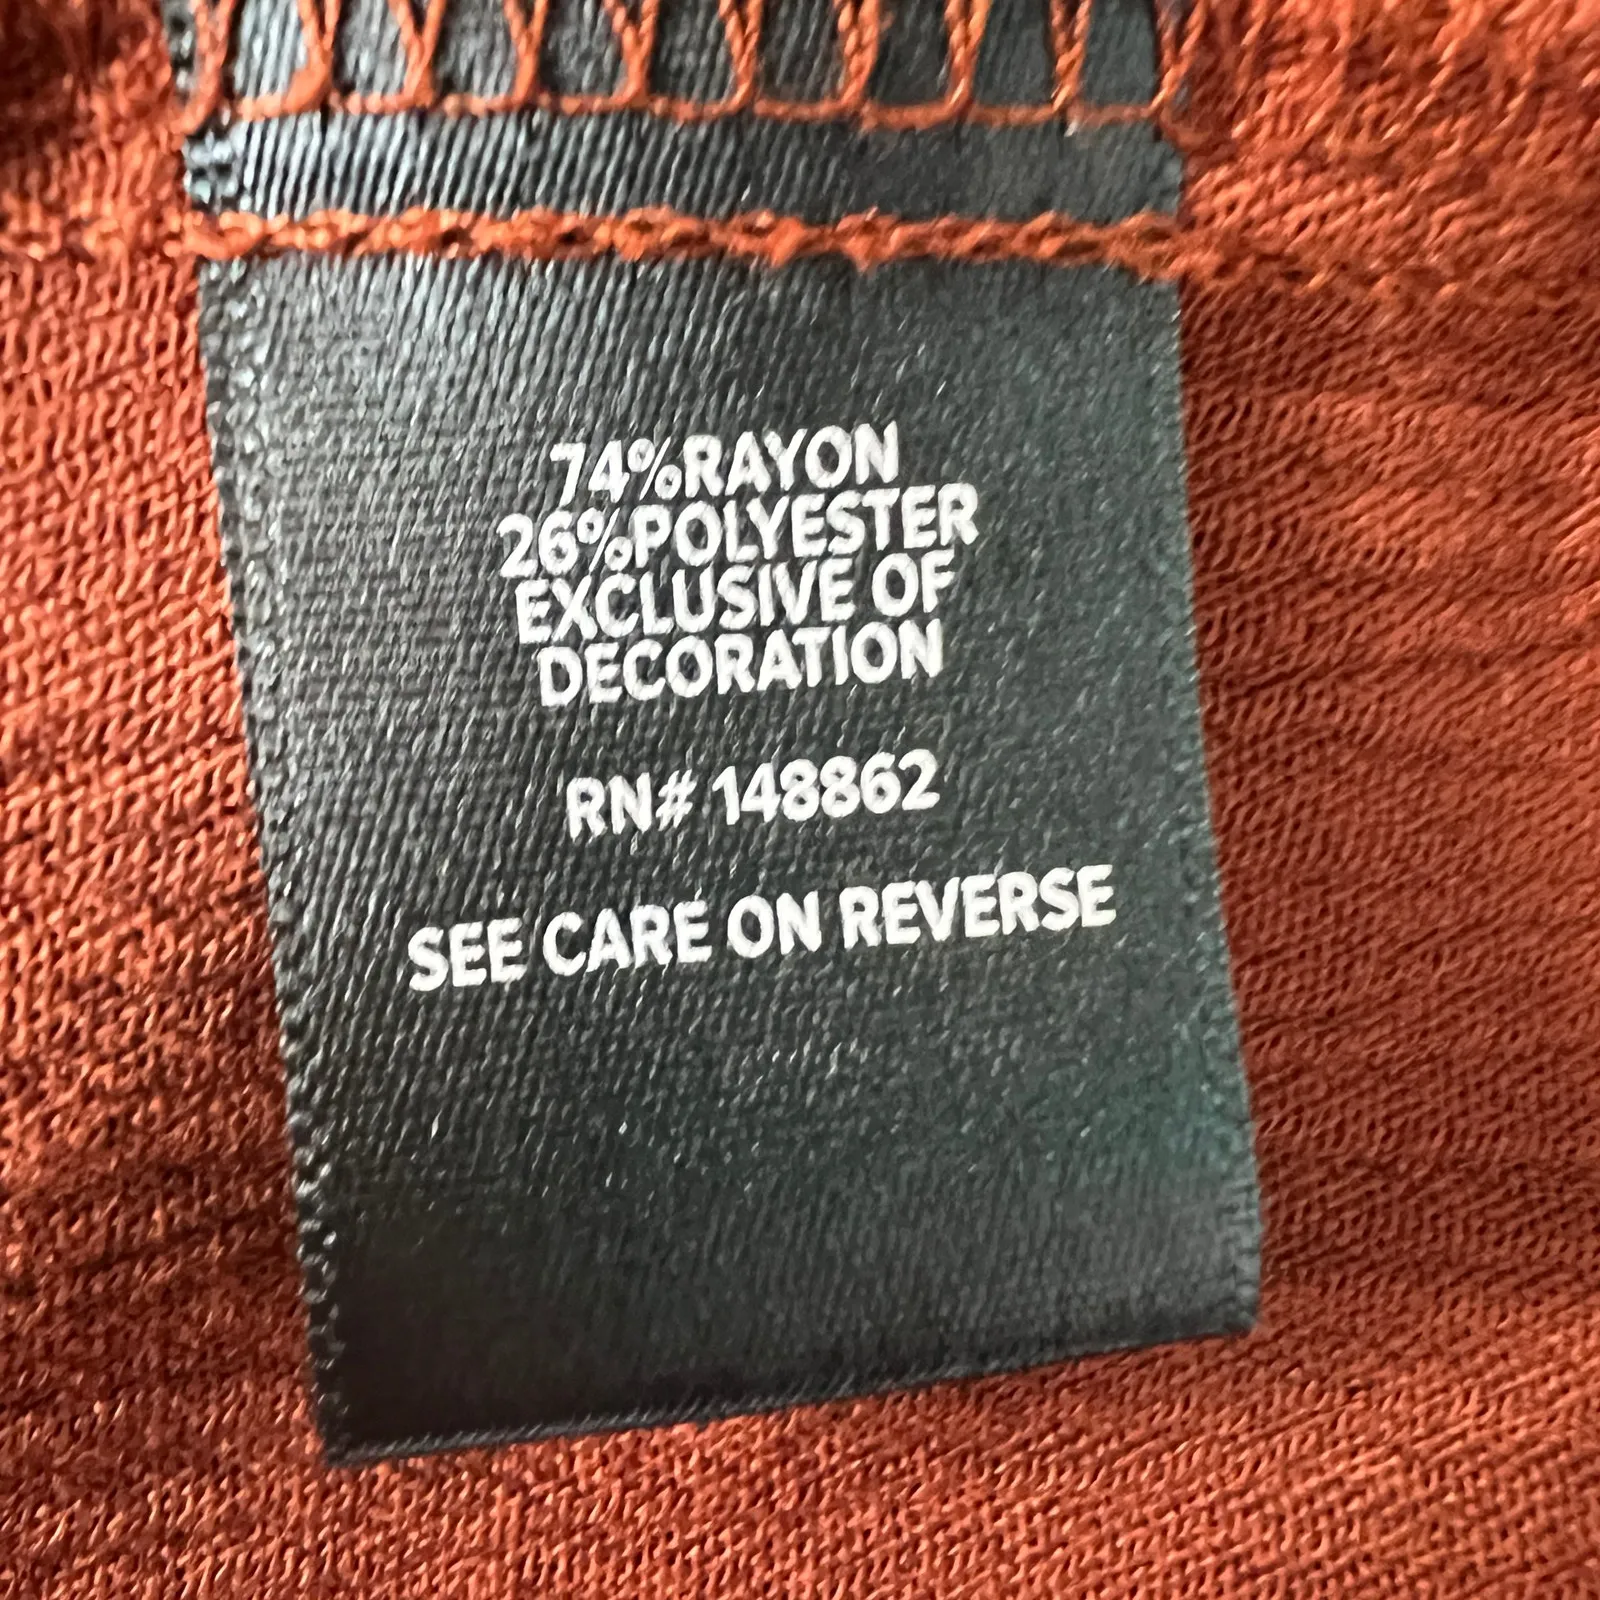 74%RAYON
26%POLYESTER
EXCLUSIVE OF
DECORATION
RN# 148862
SEE CARE ON REVERSE